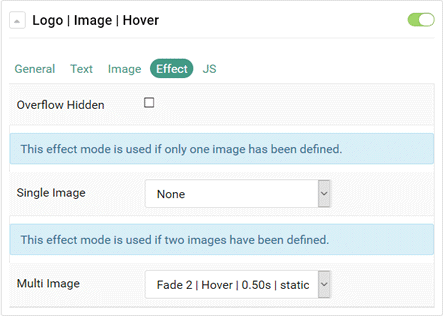 Logo | Image | Hover
General Text Image Effect JS
Overflow Hidden
This effect mode is used if only one image has been defined.
Single Image None
This effect mode is used if two images have been defined.
Multi Image Fade 2 | Hover | 0.50s | static